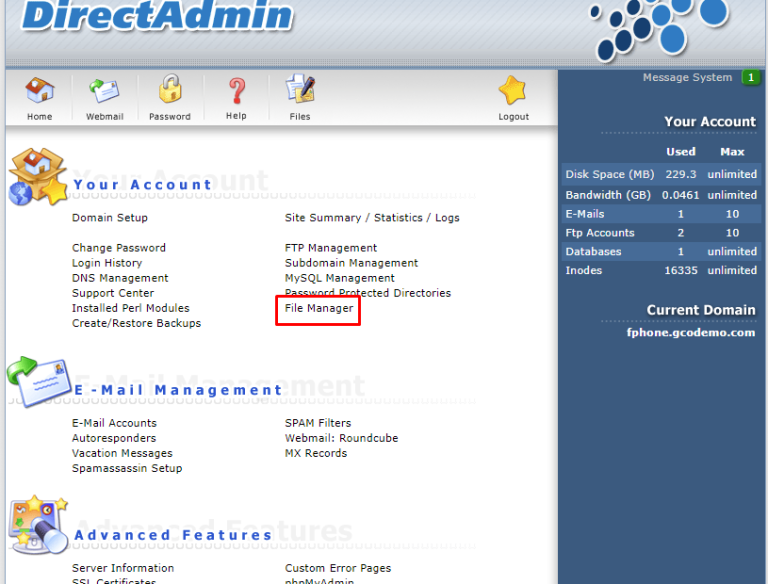 DirectAdmin
Message System 1
Home
Webmail
Password
Help
Files
Logout
Your Account
Used Max
Disk Space (MB) 229.3 unlimited
Bandwidth (GB) 0.0461 unlimited
E-Mails 1 10
Ftp Accounts 2 10
Databases 1 unlimited
Inodes 16335 unlimited
Current Domain
fphone.gcodemo.com
Your Account
Domain Setup
Site Summary / Statistics / Logs
Change Password
FTP Management
Login History
Subdomain Management
DNS Management
MySQL Management
Support Center
Password Protected Directories
Installed Perl Modules
File Manager
Create/Restore Backups
E-Mail Management
E-Mail Accounts
SPAM Filters
Autoresponders
Webmail: Roundcube
Vacation Messages
MX Records
Spamassassin Setup
Advanced Features
Server Information
Custom Error Pages
SSL Certificates
phpMyAdmin